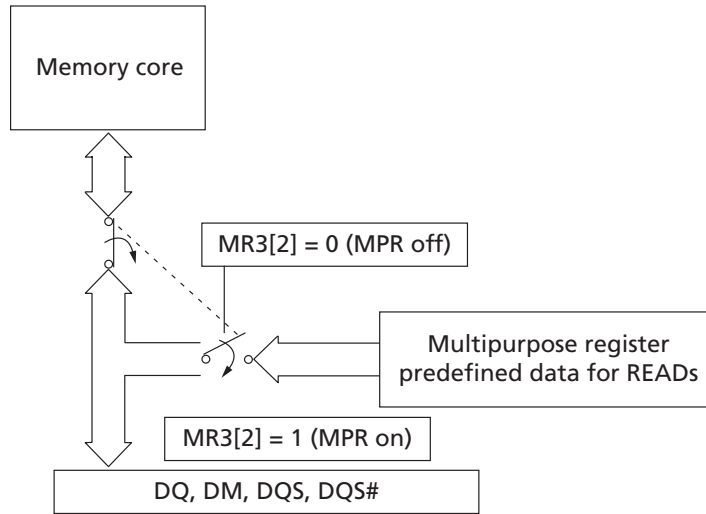 Memory core
MR3[2] = 0 (MPR off)
Multipurpose register
predefined data for READs
MR3[2] = 1 (MPR on)
DQ, DM, DQS, DQS#